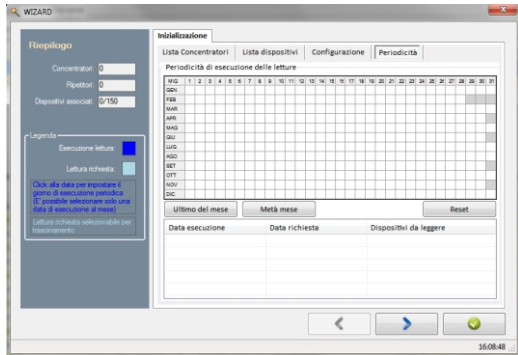 WIZARD
Riepilogo
Concentratori: 0
Ripetitori: 0
Dispositivi associati: 0/150
Legenda
Esecuzione lettura:
Lettura richiesta:
Click alla data per impostare il
giorno di esecuzione periodica
(E' possibile selezionare solo una
data di esecuzione al mese)
Lettura richiesta selezionabile per
trascinamento
Inizializzazione
Lista Concentratori Lista dispositivi Configurazione Periodicità
Periodicità di esecuzione delle letture
M\G 1 2 3 4 5 6 7 8 9 10 11 12 13 14 15 16 17 18 19 20 21 22 23 24 25 26 27 28 29 30 31
GEN
FEB
MAR
APR
MAG
GIU
LUG
AGO
SET
OTT
NOV
DIC
Ultimo del mese Metà mese Reset
Data esecuzione Data richiesta Dispositivi da leggere
16:08:48